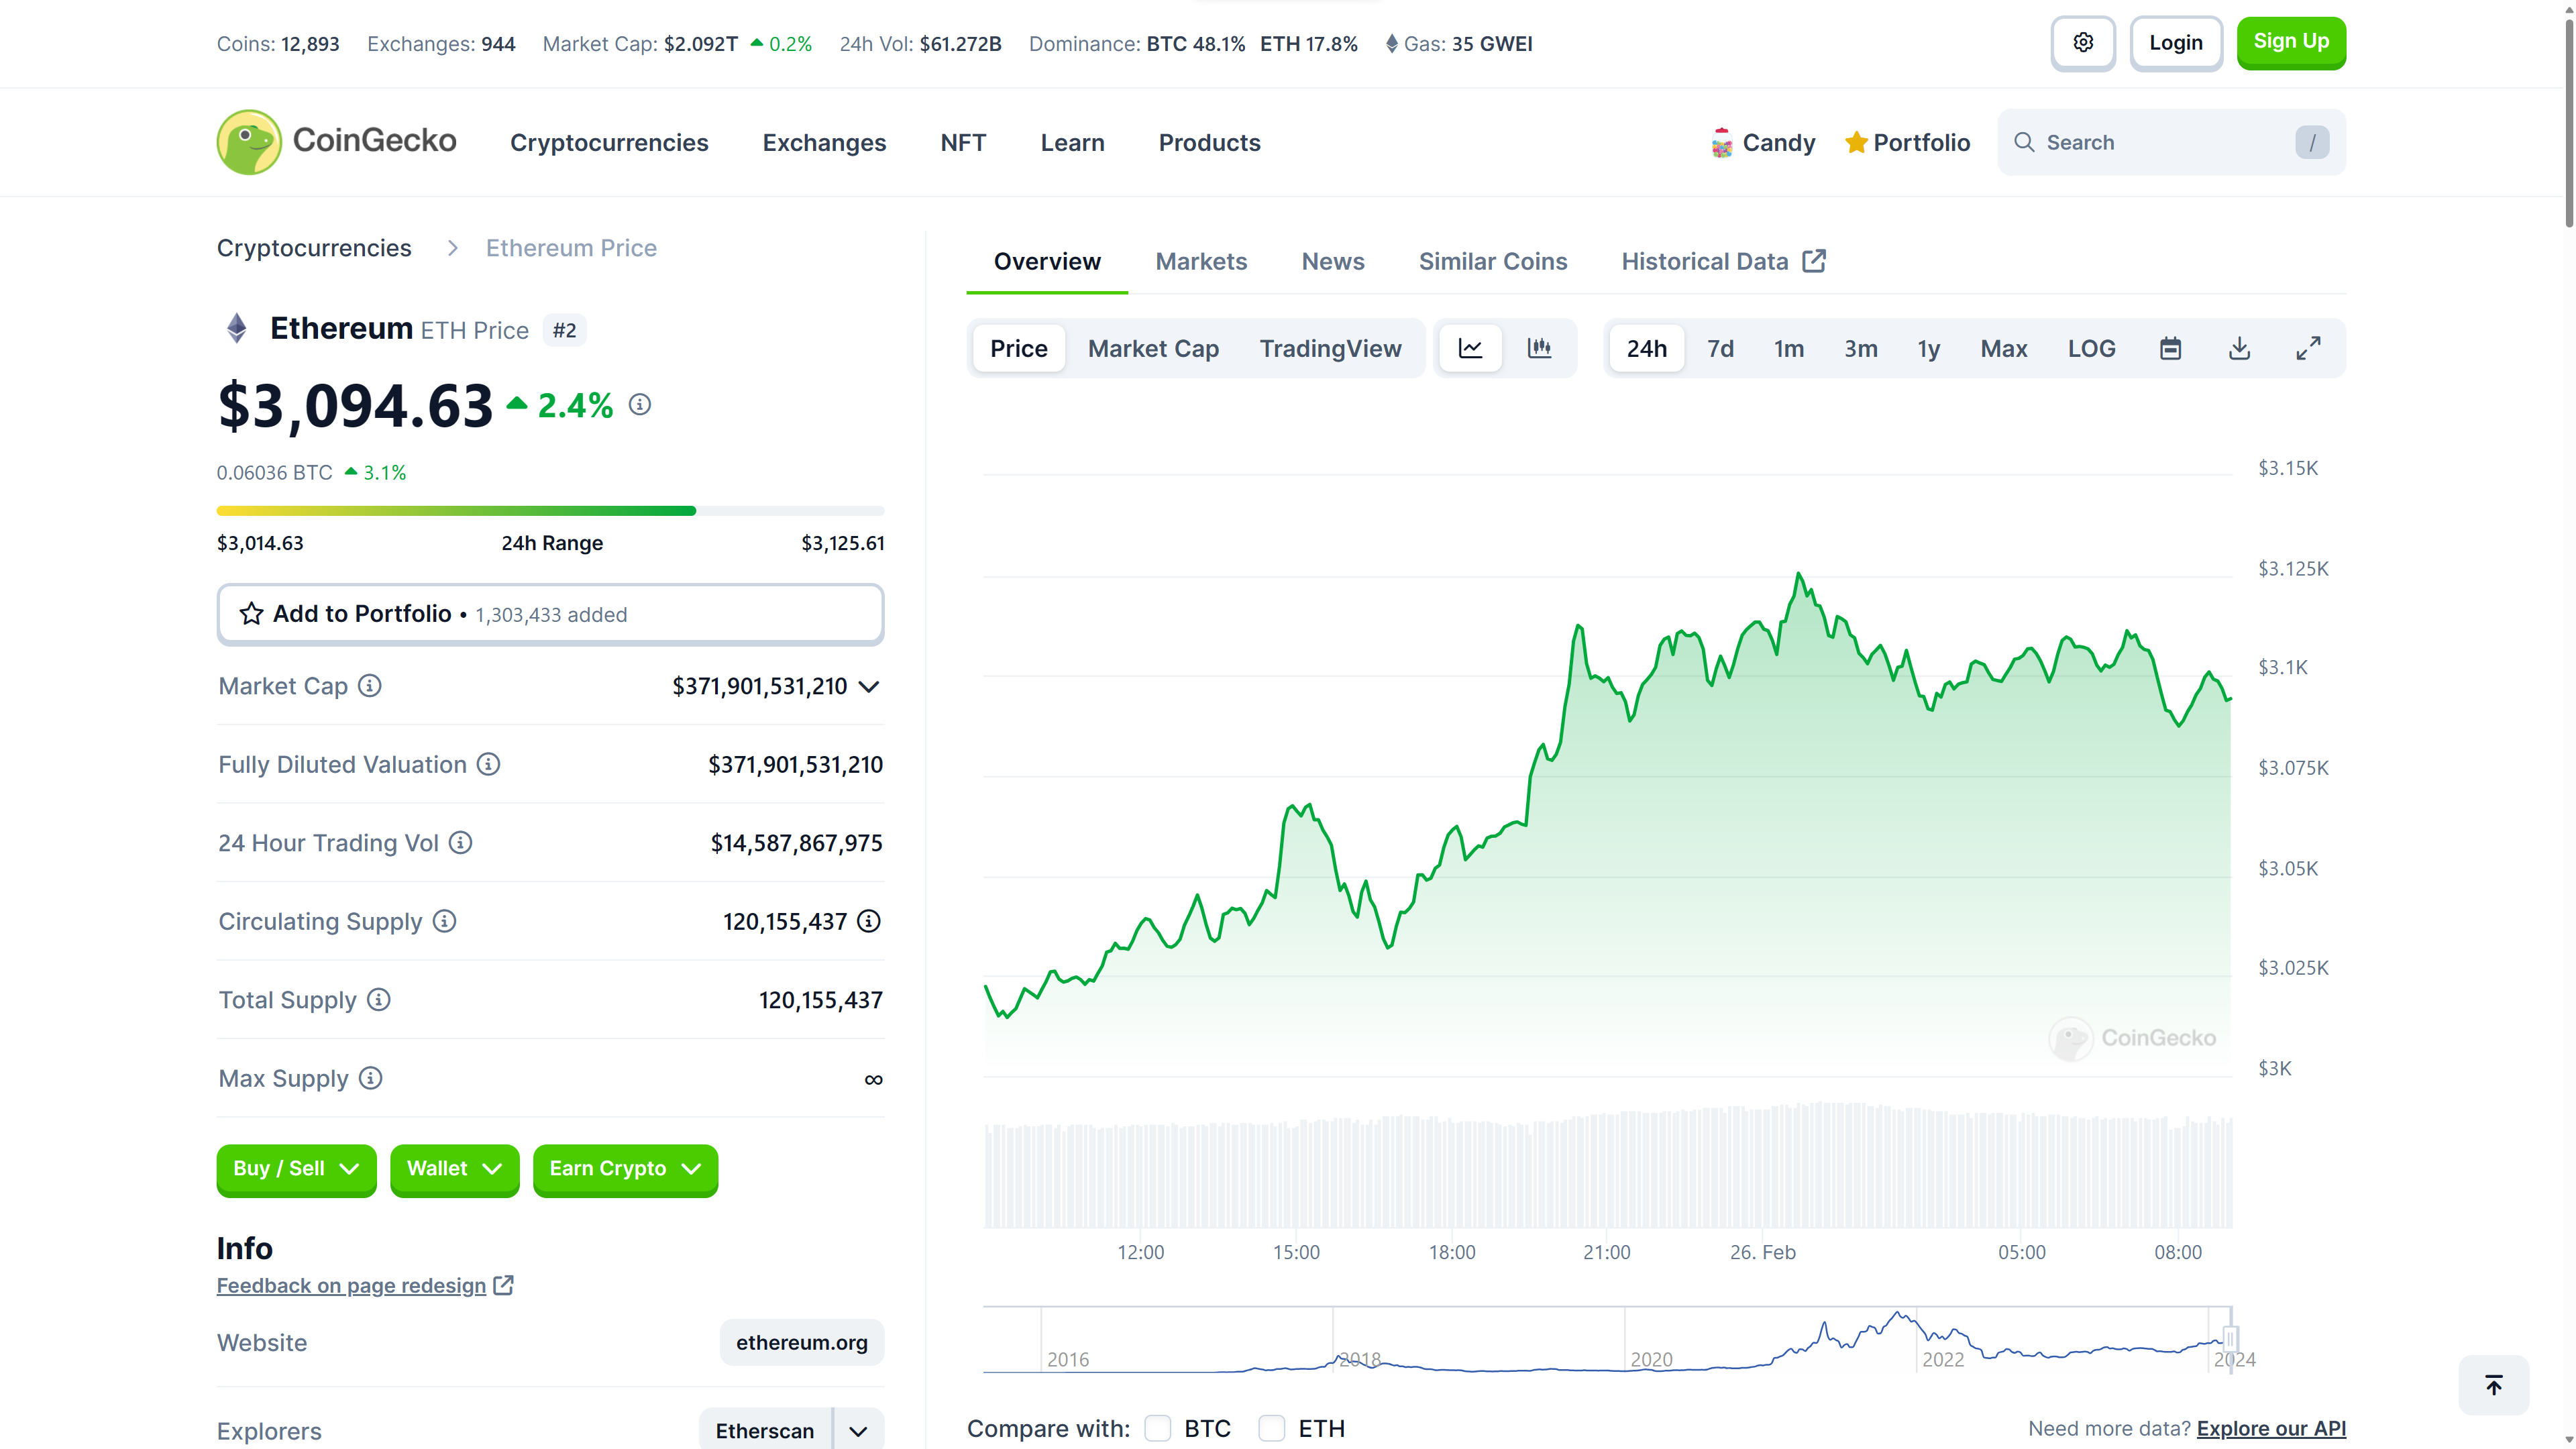 Coins: 12,893 Exchanges: 944 Market Cap: $2.092T 0.2% 24h Vol: $61.272B Dominance: BTC 48.1% ETH 17.8% Gas: 35 GWEI
Login
Sign Up
CoinGecko
Cryptocurrencies Exchanges NFT Learn Products
Candy Portfolio Search /
Cryptocurrencies Ethereum Price
Ethereum ETH Price #2
$3,094.63 2.4%
0.06036 BTC 3.1%
$3,014.63 24h Range $3,125.61
Add to Portfolio • 1,303,433 added
Market Cap $371,901,531,210
Fully Diluted Valuation $371,901,531,210
24 Hour Trading Vol $14,587,867,975
Circulating Supply 120,155,437
Total Supply 120,155,437
Max Supply ∞
Buy / Sell Wallet Earn Crypto
Info
Feedback on page redesign
Website ethereum.org
Explorers Etherscan
Overview Markets News Similar Coins Historical Data
Price Market Cap TradingView 24h 7d 1m 3m 1y Max LOG
$3.15K
$3.125K
$3.1K
$3.075K
$3.05K
$3.025K
CoinGecko
$3K
12:00 15:00 18:00 21:00 26. Feb 05:00 08:00
2016 2018 2020 2022 2024
Compare with: BTC ETH
Need more data? Explore our API